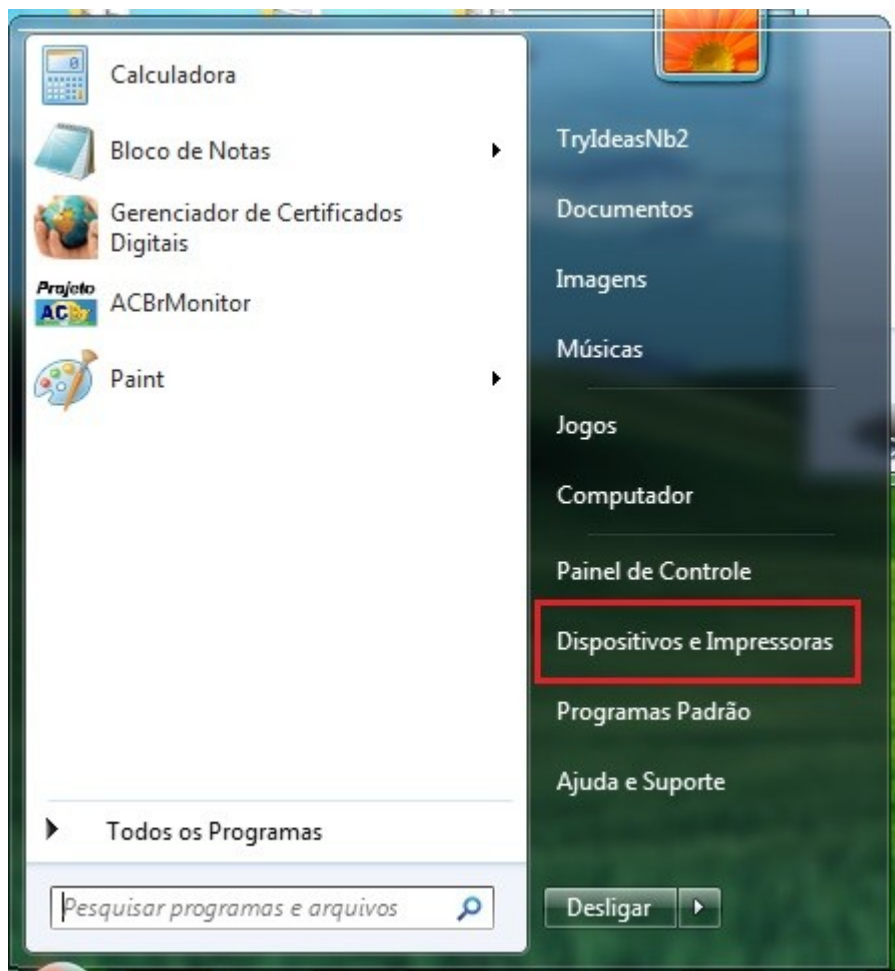 Calculadora
Bloco de Notas
Gerenciador de Certificados
Digitais
Projeto
ACBr
ACBrMonitor
Paint
Todos os Programas
Pesquisar programas e arquivos
TryIdeasNb2
Documentos
Imagens
Músicas
Jogos
Computador
Painel de Controle
Dispositivos e Impressoras
Programas Padrão
Ajuda e Suporte
Desligar